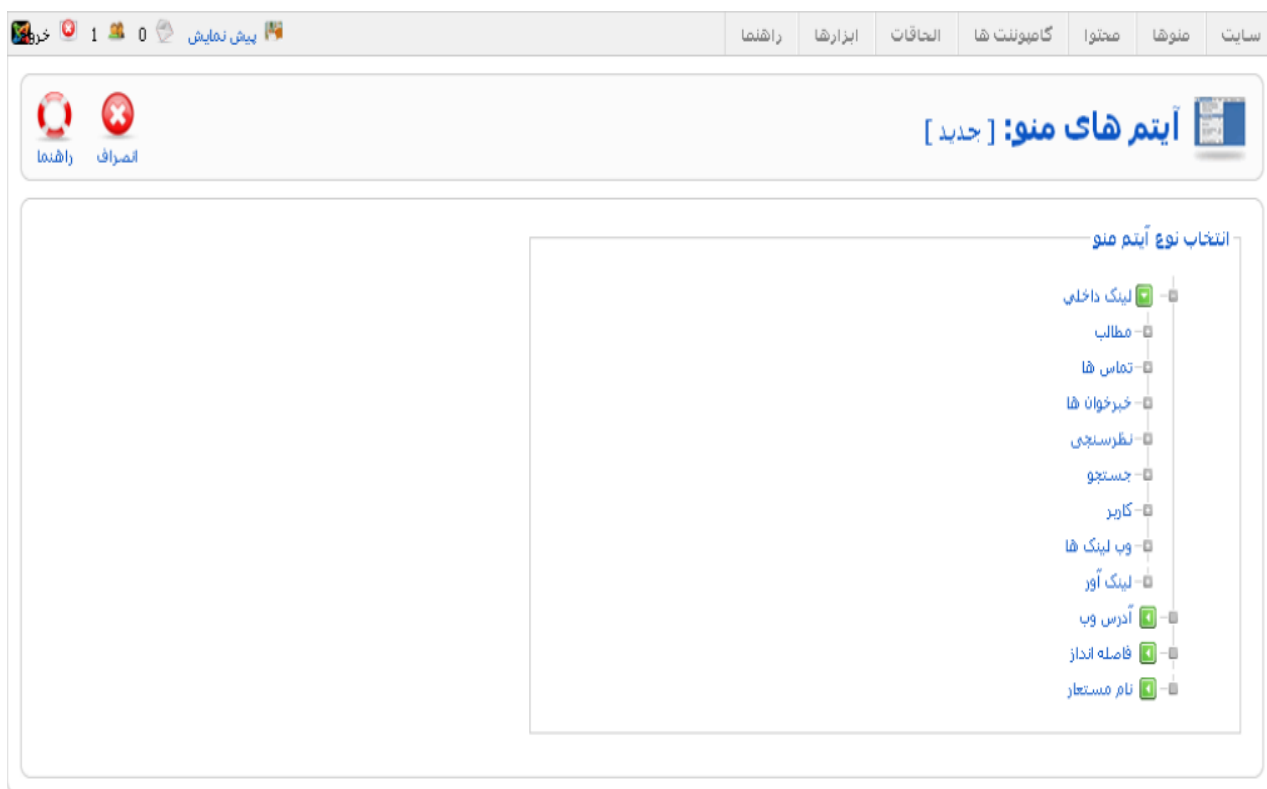 سایت منوها محتوا کامپوننت ها الحاقات ابزارها راهنما پیش نمایش 0 1 خروج
آیتم های منو: [ جدید ]
انصراف راهنما
انتخاب نوع آیتم منو
لینک داخلی
مطالب
تماس ها
خبرخوان ها
نظرسنجی
جستجو
کاربر
وب لینک ها
لینک آور
آدرس وب
فاصله انداز
نام مستعار